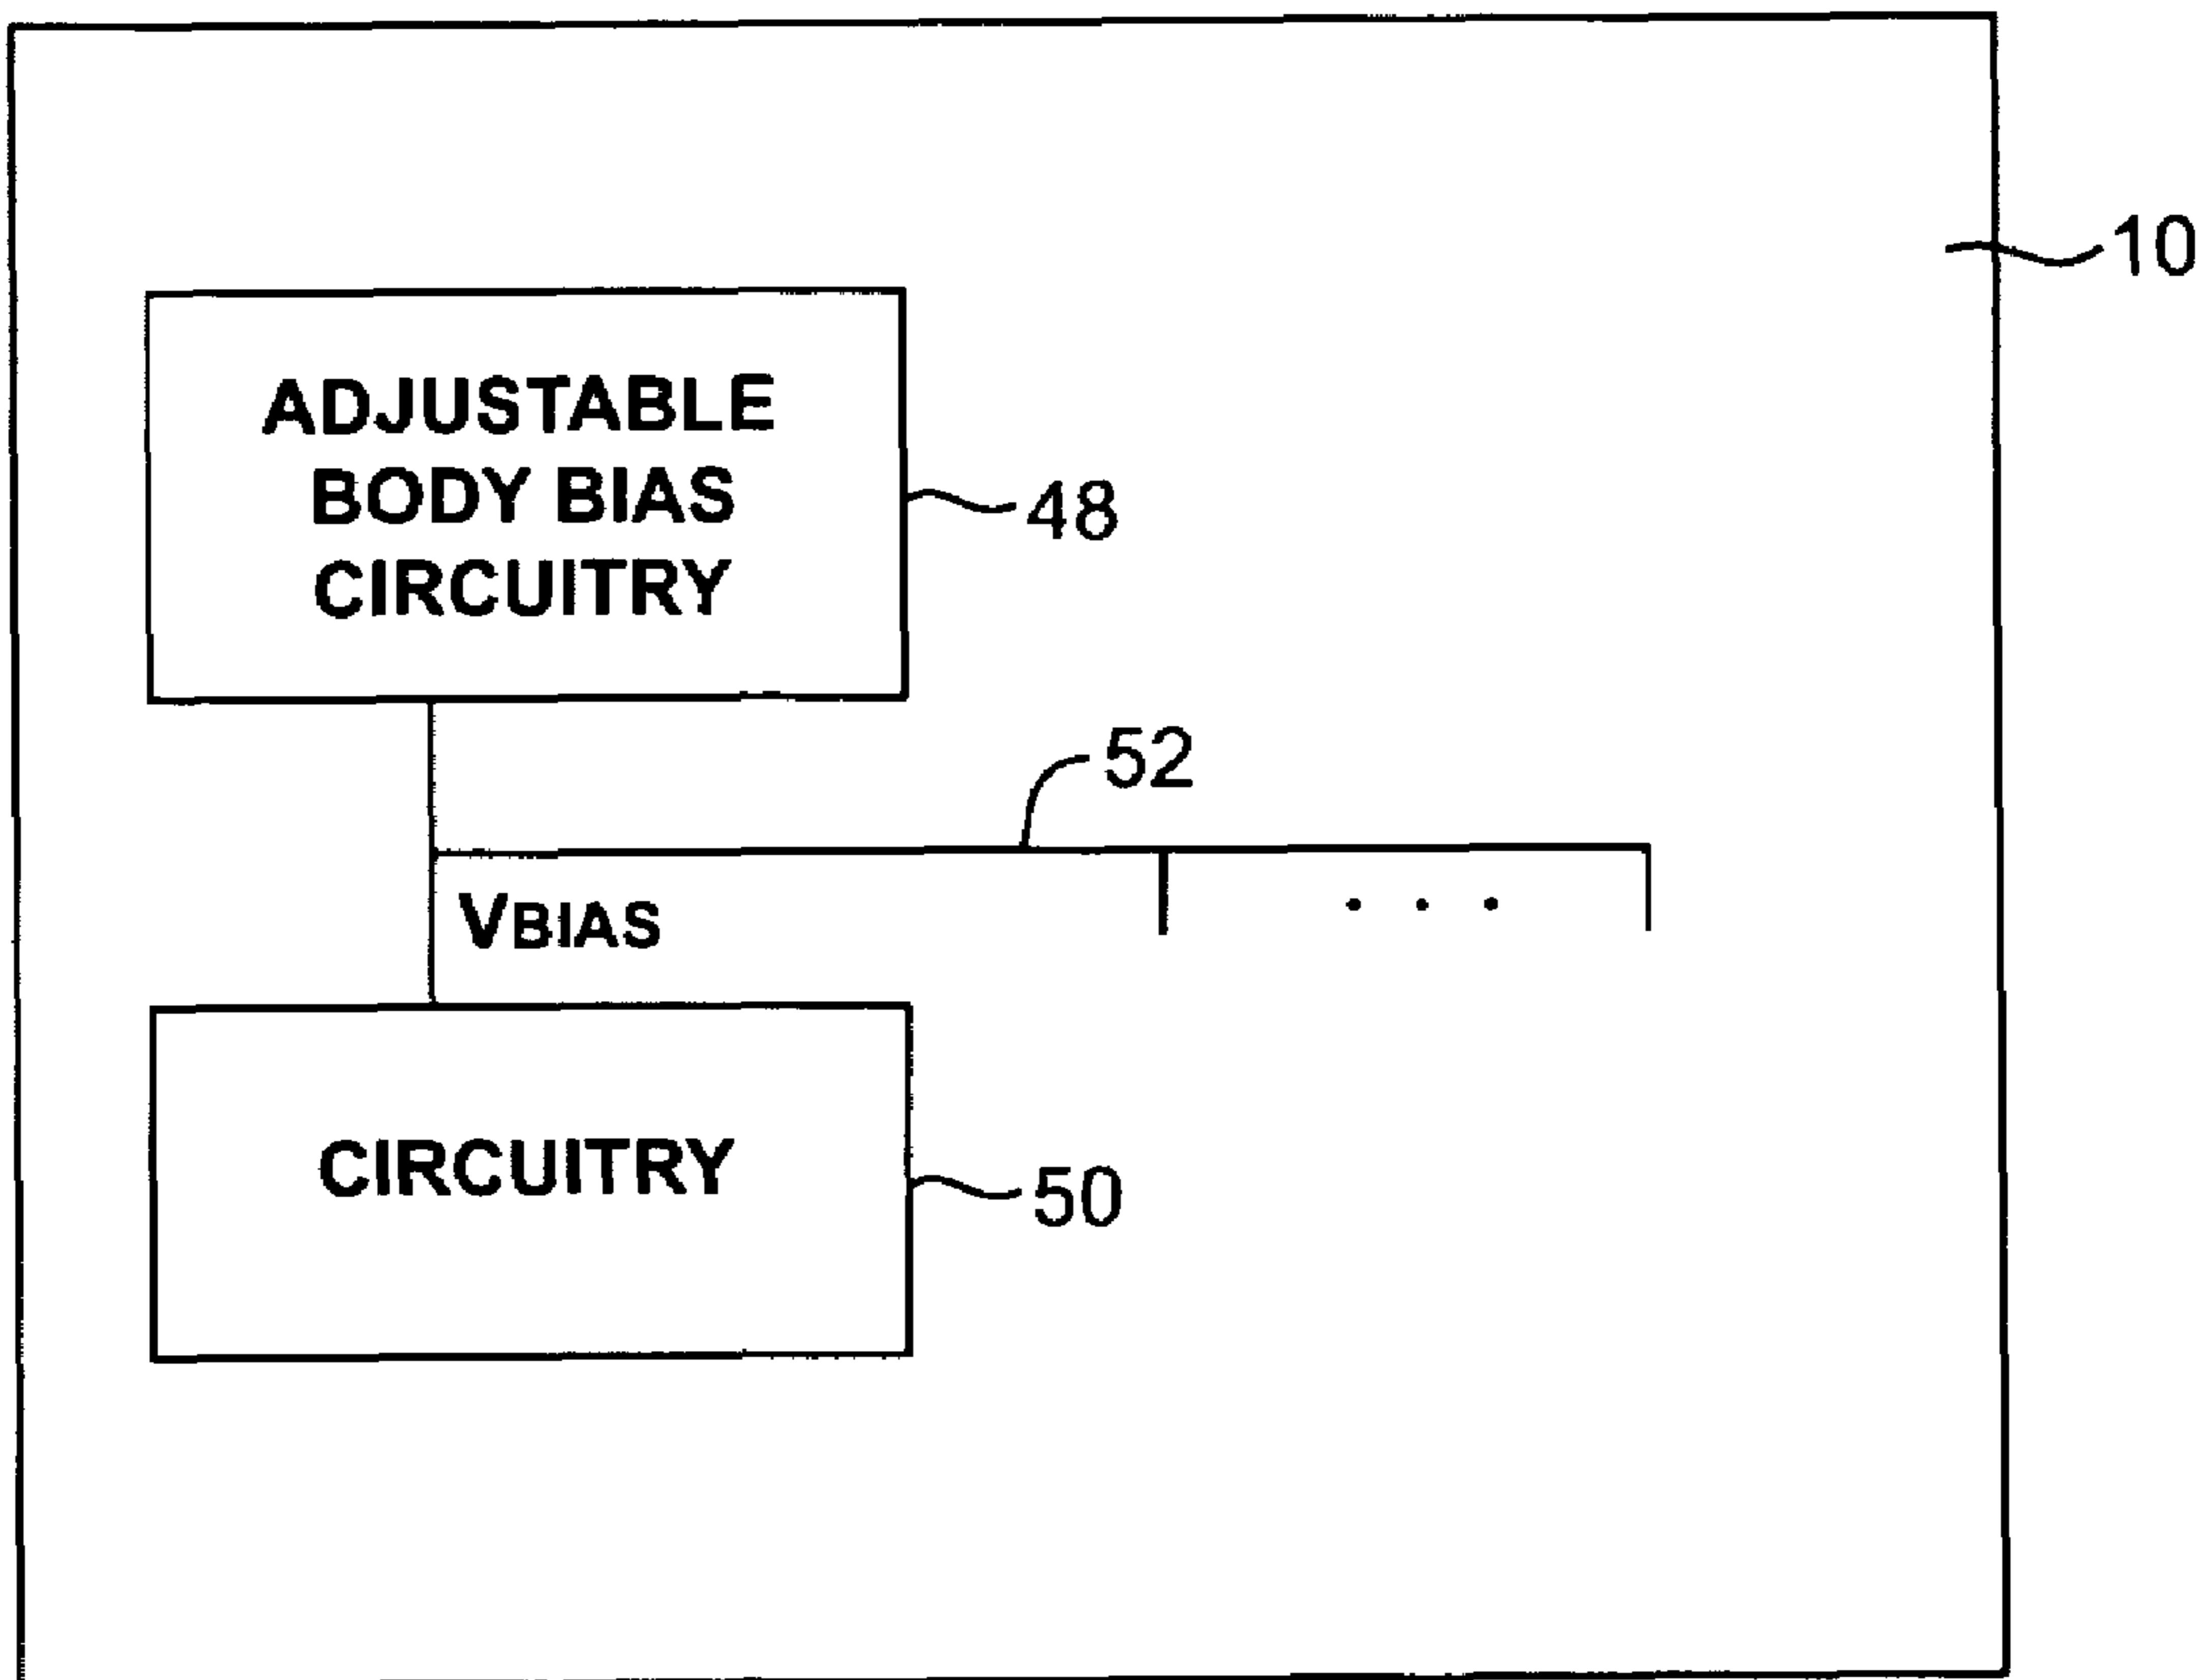 10
ADJUSTABLE
BODY BIAS
CIRCUITRY
48
52
VBIAS
. . .
CIRCUITRY
50